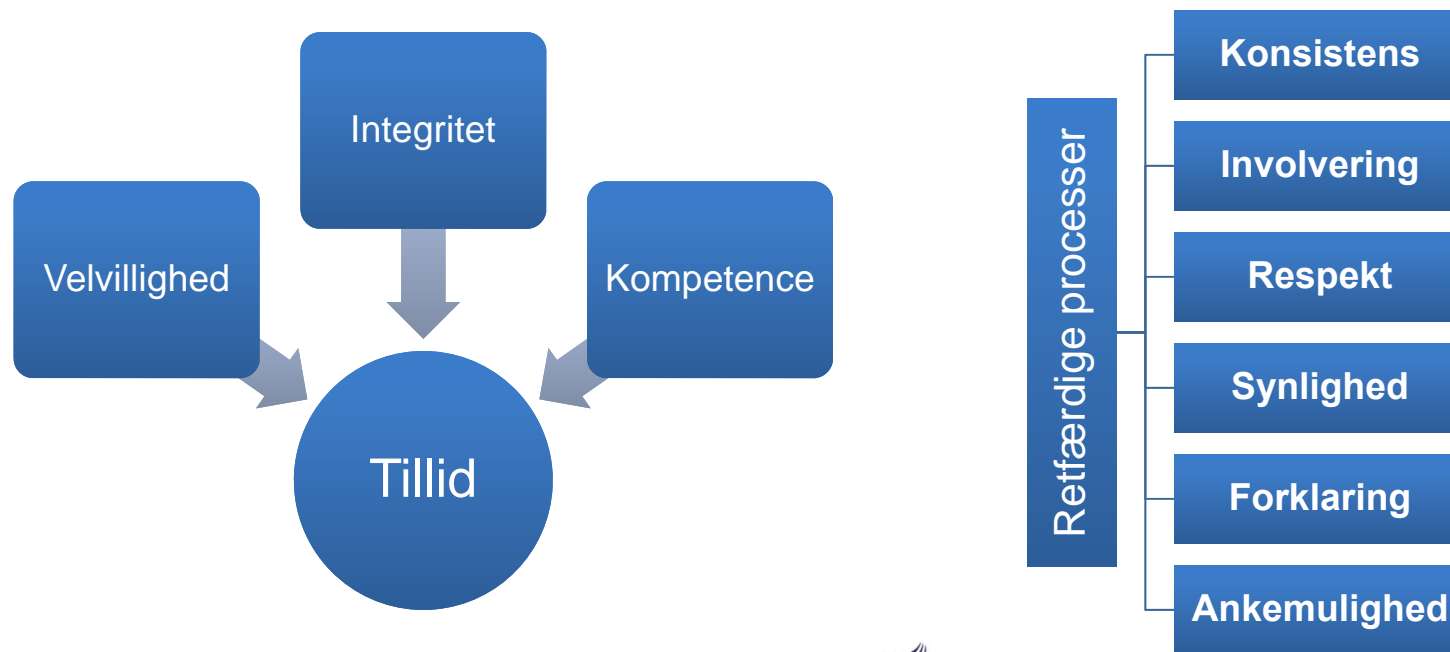 Integritet
Velvillighed
Kompetence
Tillid
Retfærdige processer
Konsistens
Involvering
Respekt
Synlighed
Forklaring
Ankemulighed